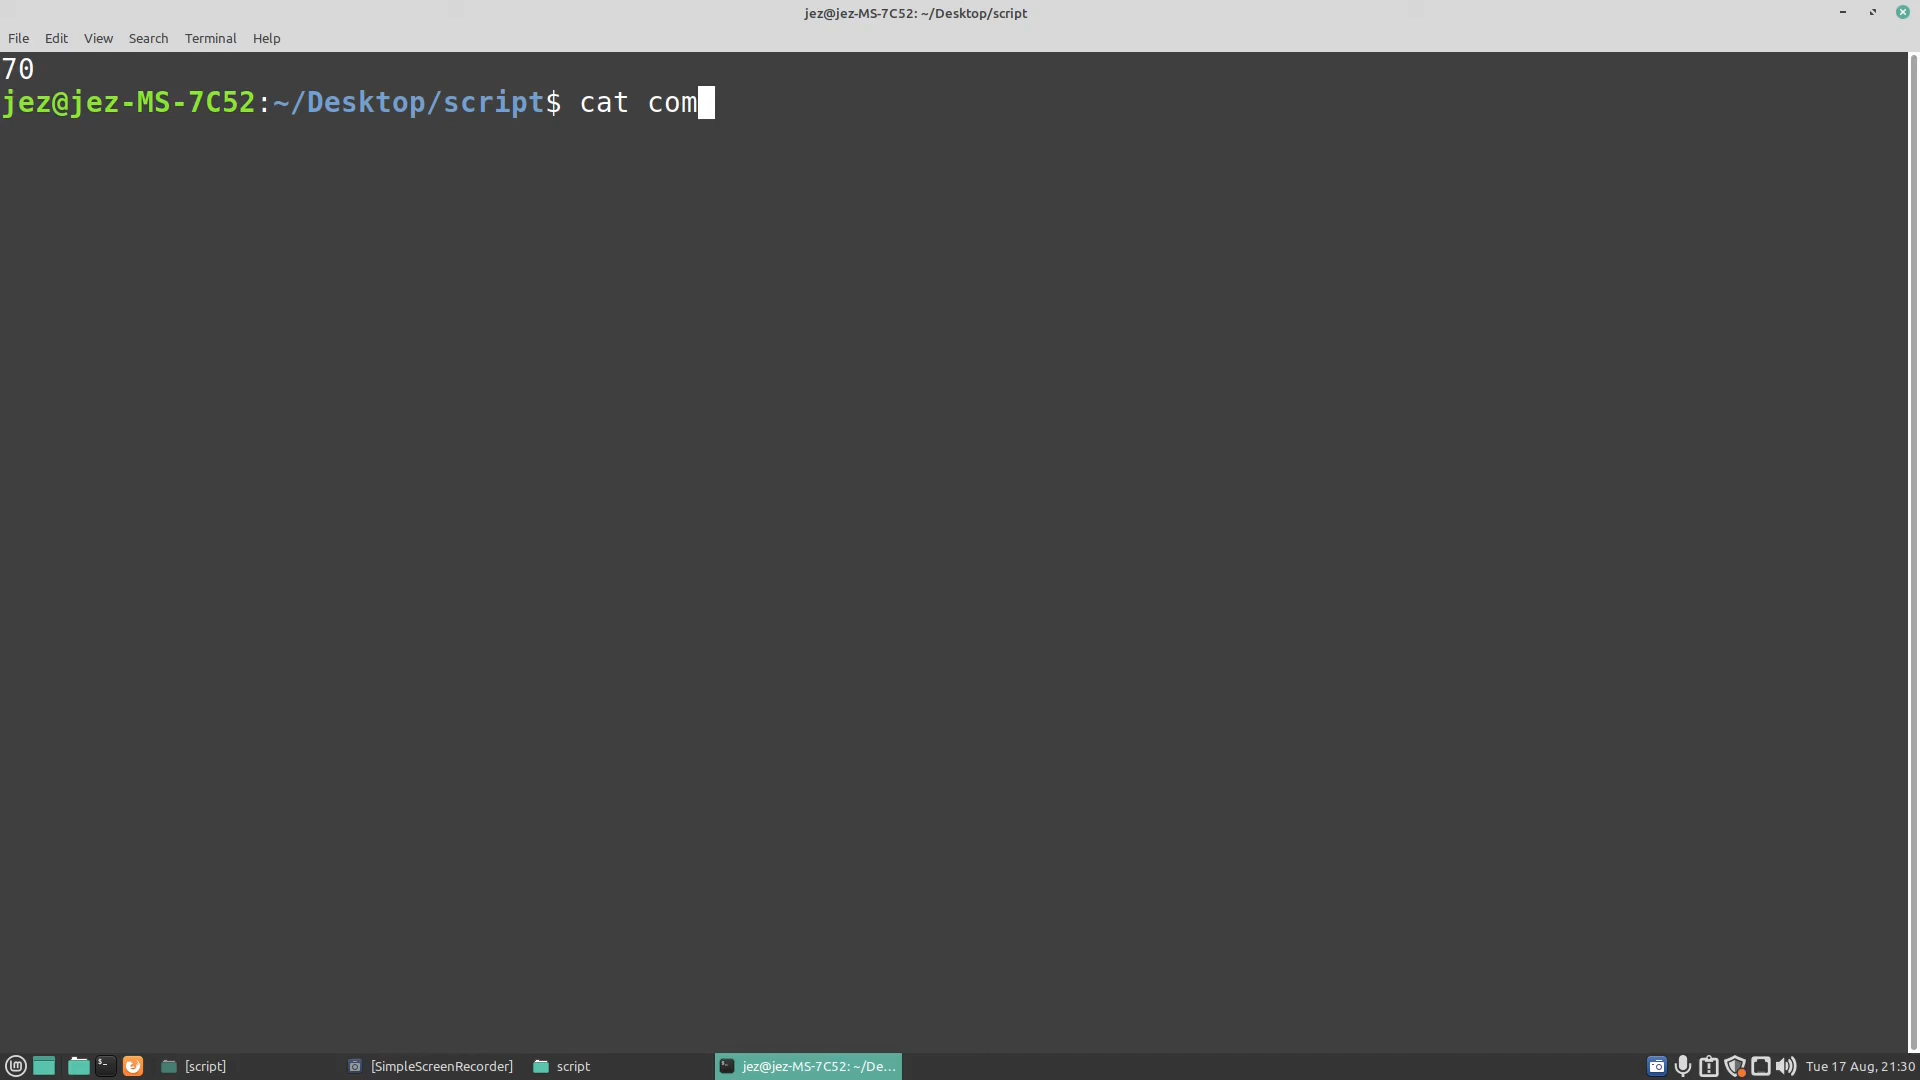 jez@jez-MS-7C52: ~/Desktop/script
File Edit View Search Terminal Help
70
jez@jez-MS-7C52:~/Desktop/script$ cat com
[script] [SimpleScreenRecorder] script jez@jez-MS-7C52: ~/De... Tue 17 Aug, 21:30